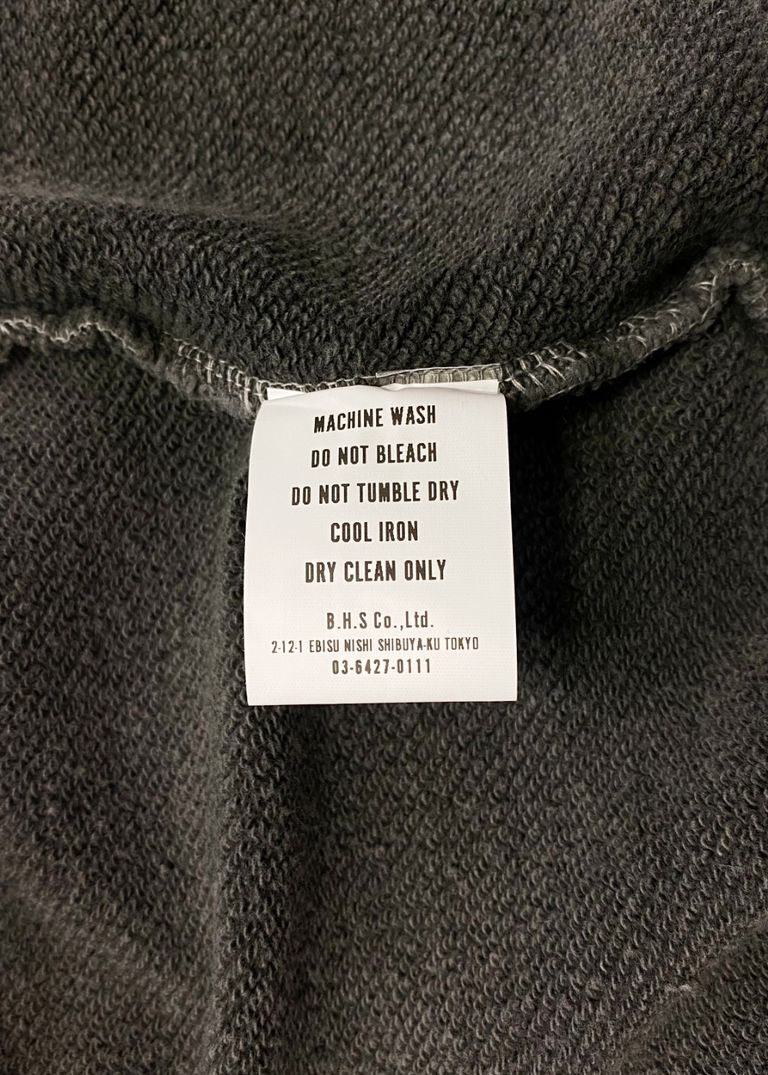 MACHINE WASH
DO NOT BLEACH
DO NOT TUMBLE DRY
COOL IRON
DRY CLEAN ONLY
B.H.S Co.,Ltd.
2-12-1 EBISU NISHI SHIBUYA-KU TOKYO
03-6427-0111